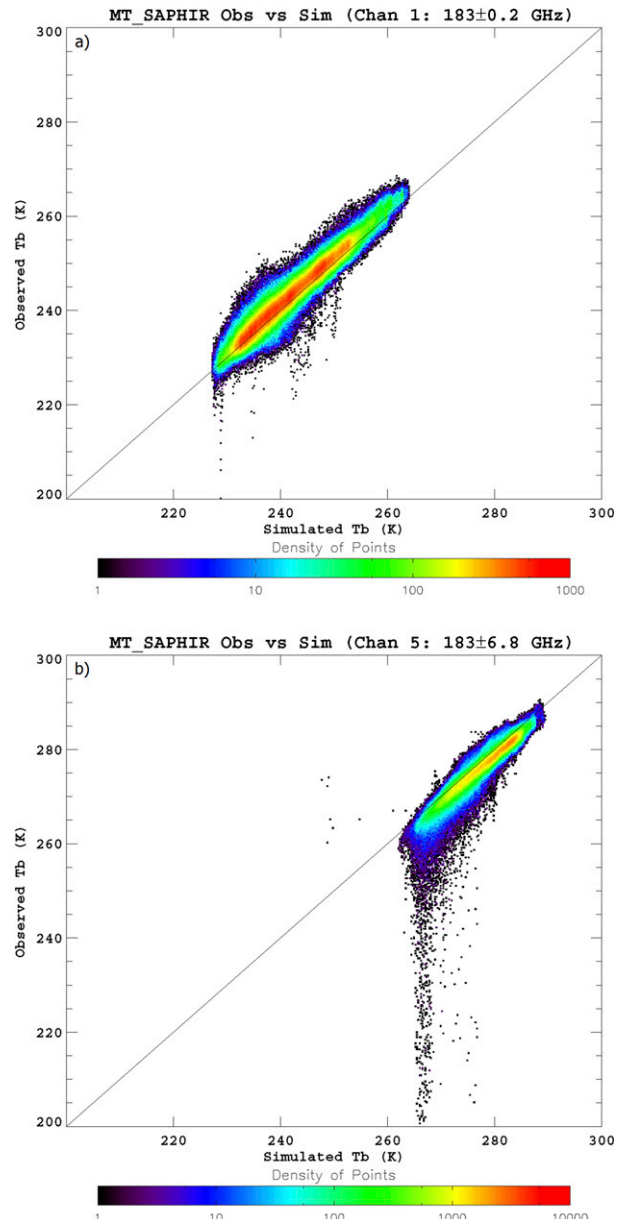 MT_SAPHIR Obs vs Sim (Chan 1: 183±0.2 GHz)
a)
300
280
260
240
220
200
Observed Tb (K)
220 240 260 280 300
Simulated Tb (K)
Density of Points
1 10 100 1000
MT_SAPHIR Obs vs Sim (Chan 5: 183±6.8 GHz)
b)
300
280
260
240
220
200
Observed Tb (K)
220 240 260 280 300
Simulated Tb (K)
Density of Points
1 10 100 1000 10000